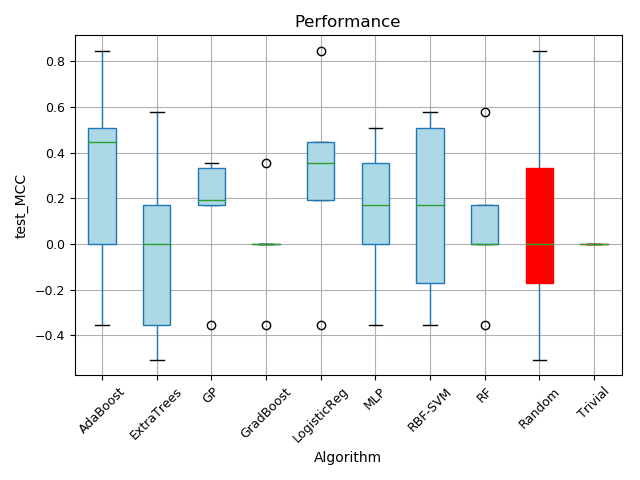 Performance
test_MCC
0.8
0.6
0.4
0.2
0.0
−0.2
−0.4
AdaBoost
ExtraTrees
GP
GradBoost
LogisticReg
MLP
RBF-SVM
RF
Random
Trivial
Algorithm